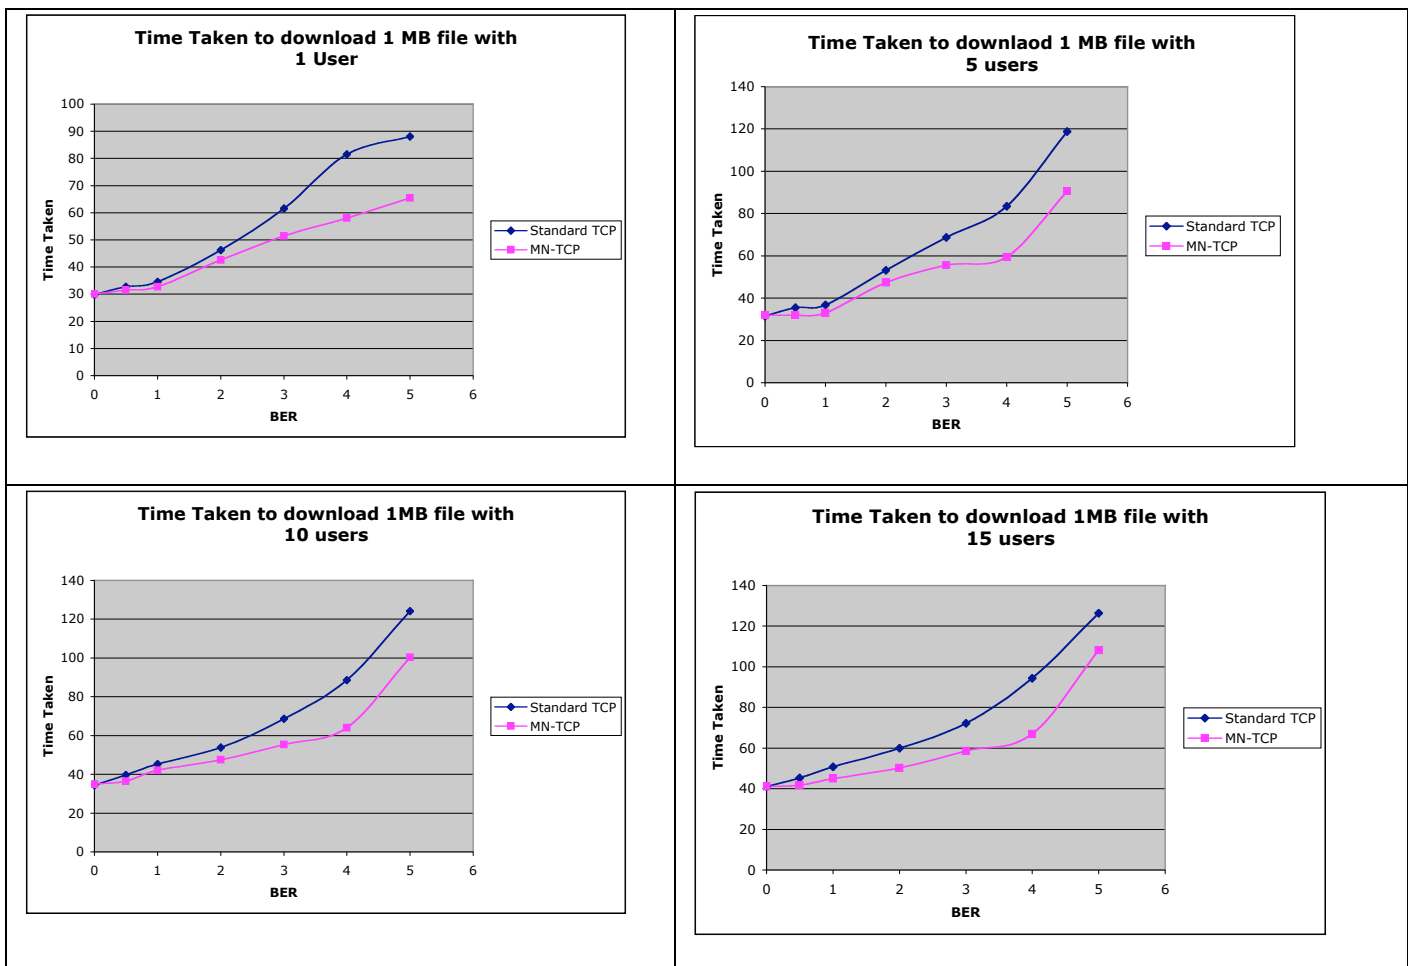 Time Taken to download 1 MB file with
1 User
100
90
80
70
60
50
40
30
20
10
0
0 1 2 3 4 5 6
Time Taken
BER
Standard TCP
MN-TCP
Time Taken to downlaod 1 MB file with
5 users
140
120
100
80
60
40
20
0
0 1 2 3 4 5 6
Time Taken
BER
Standard TCP
MN-TCP
Time Taken to download 1MB file with
10 users
140
120
100
80
60
40
20
0
0 1 2 3 4 5 6
Time Taken
BER
Standard TCP
MN-TCP
Time Taken to download 1MB file with
15 users
140
120
100
80
60
40
20
0
0 1 2 3 4 5 6
Time Taken
BER
Standard TCP
MN-TCP